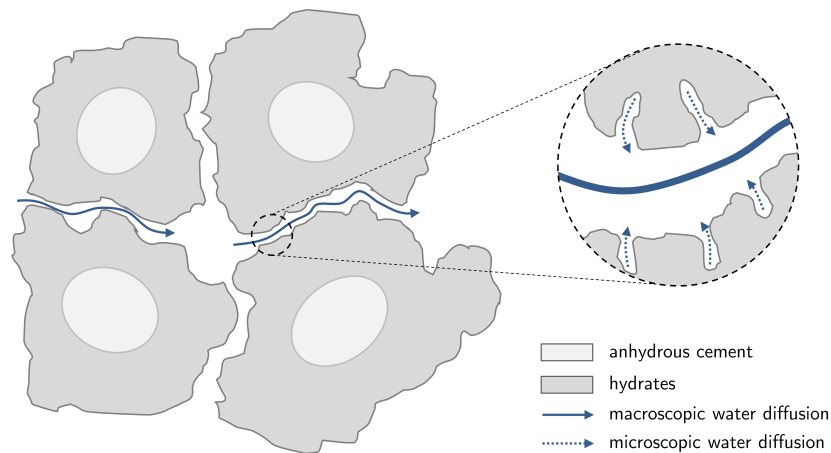 anhydrous cement
hydrates
macroscopic water diffusion
microscopic water diffusion